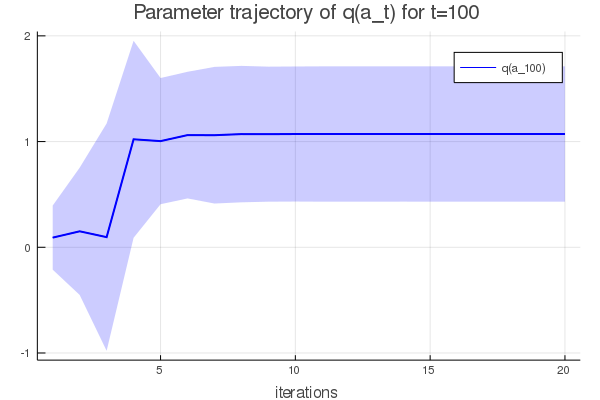 Parameter trajectory of q(a_t) for t=100
q(a_100)
2
1
0
-1
5
10
15
20
iterations